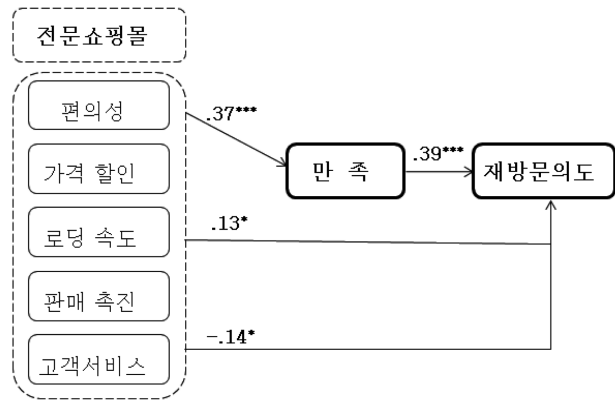 전문쇼핑몰
편의성
.37***
가격 할인
만 족
.39***
재방문의도
로딩 속도
.13*
판매 촉진
고객서비스
-.14*